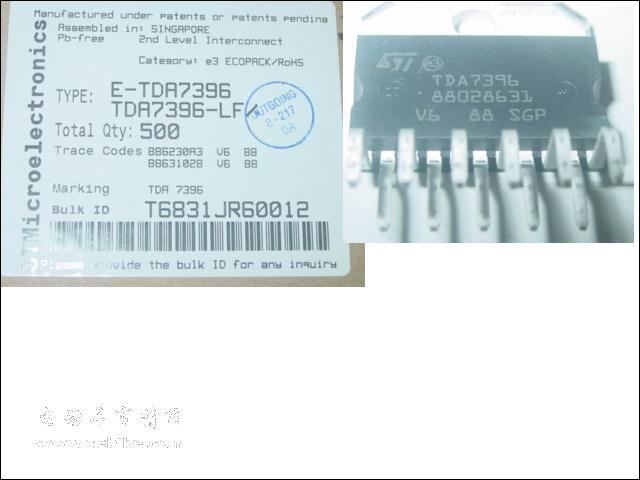 Manufactured under patents or patents pending
Assembled in: SINGAPORE
Pb-free 2nd Level Interconnect
Category: e3 ECOPACK/RoHS
TYPE: E-TDA7396
TDA7396-LF
Total Qty: 500
Trace Codes 886230A3 V6 88
8863102B V6 88
Marking TDA 7396
Bulk ID T6831JR60012
Please provide the bulk ID for any inquiry
STMicroelectronics
OUTGOING
8-217
QA
ST e3
TDA7396
88028631
V6 88 SGP